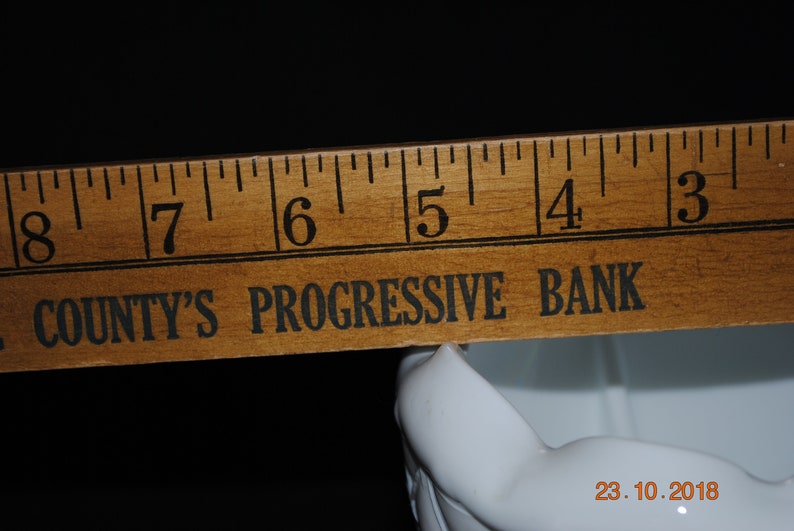 8 7 6 5 4 3
COUNTY'S PROGRESSIVE BANK
23.10.2018